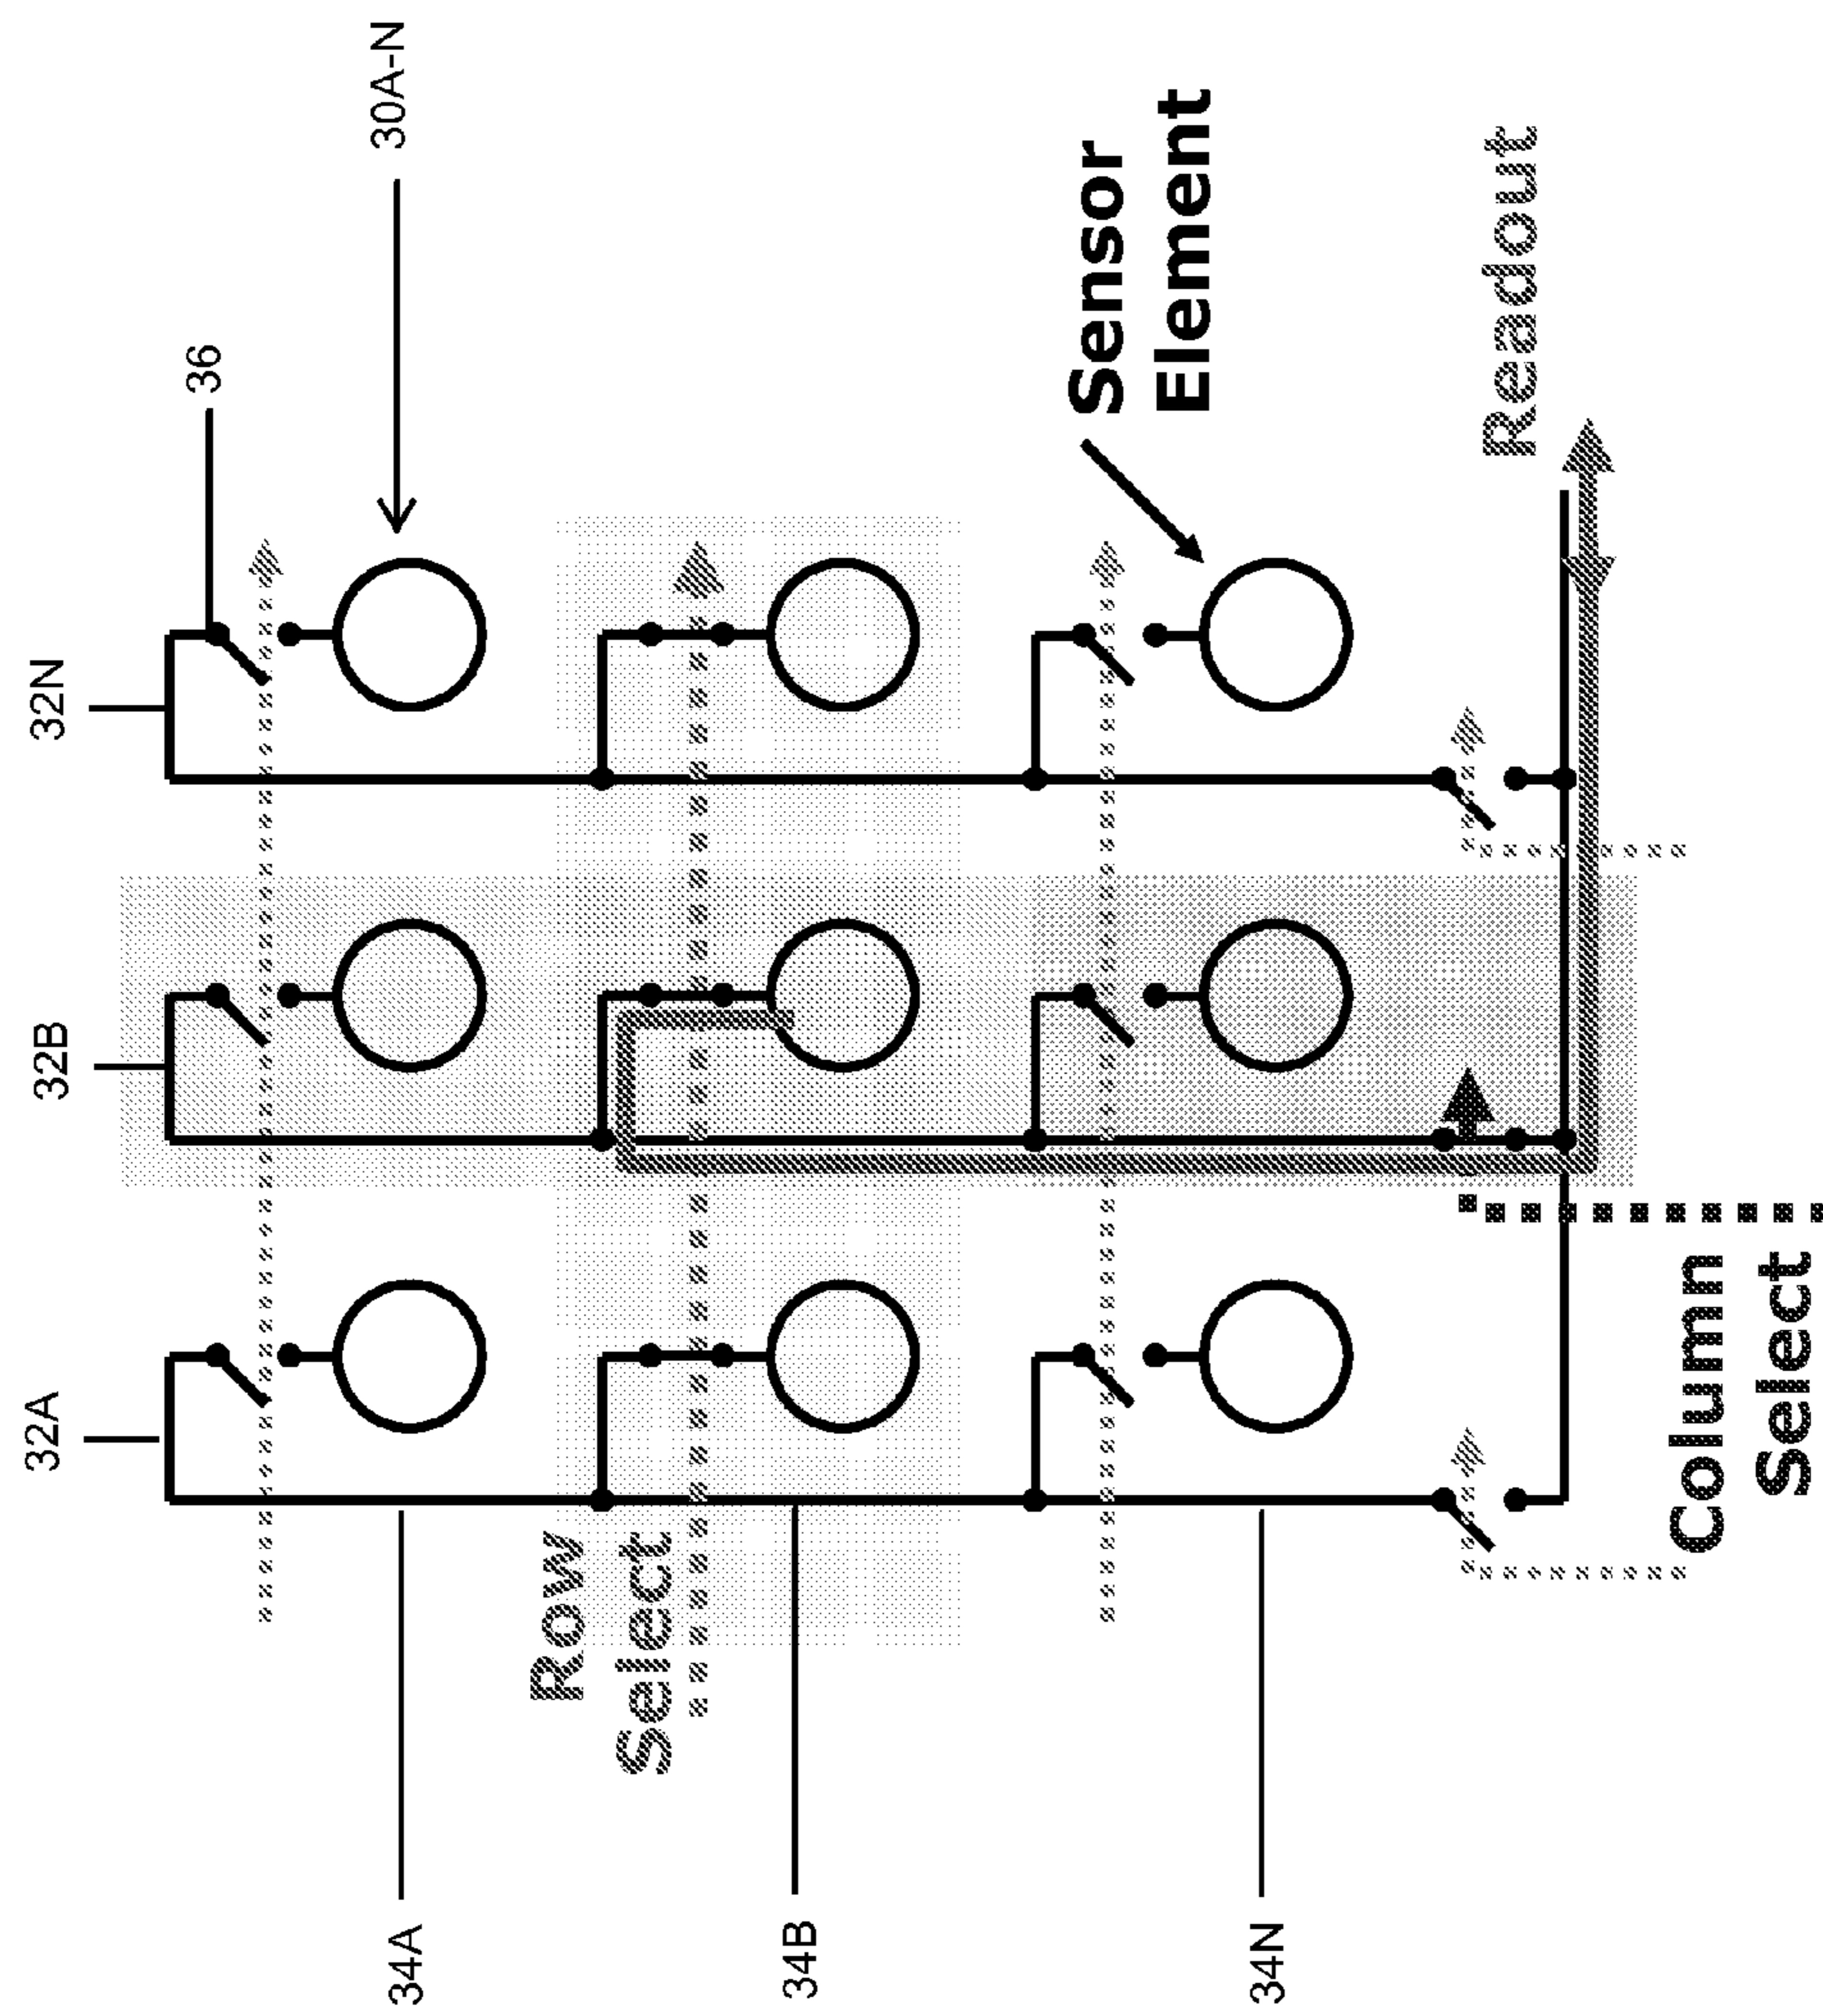 32A
32B
32N
36
30A-N
34A
Row
Select
34B
Sensor
Element
34N
Readout
Column
Select